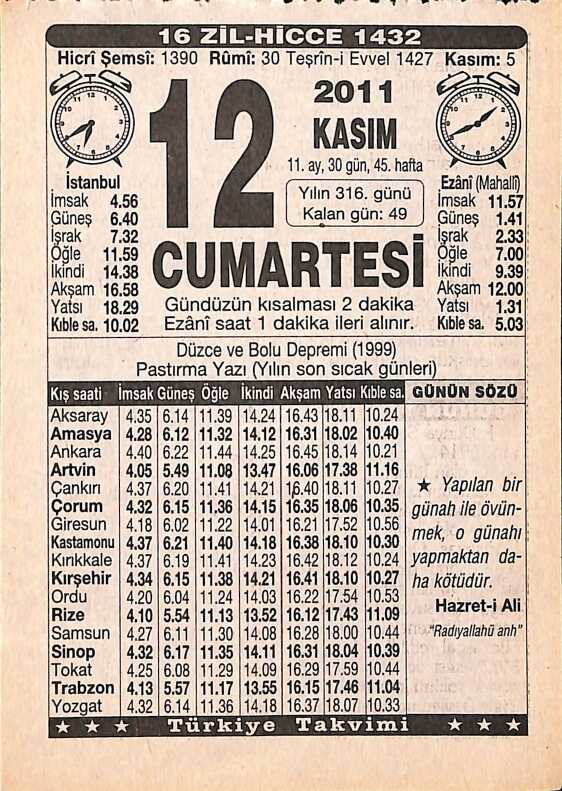 16 ZİL-HİCCE 1432
Hicrî Şemsî: 1390 Rûmî: 30 Teşrîn-i Evvel 1427 Kasım: 5
12
2011
KASIM
11. ay, 30 gün, 45. hafta
Yılın 316. günü
Kalan gün: 49
CUMARTESİ
Gündüzün kısalması 2 dakika
Ezânî saat 1 dakika ileri alınır.
İstanbul
İmsak 4.56
Güneş 6.40
İşrak 7.32
Öğle 11.59
İkindi 14.38
Akşam 16.58
Yatsı 18.29
Kıble sa. 10.02
Ezânî (Mahallî)
İmsak 11.57
Güneş 1.41
İşrak 2.33
Öğle 7.00
İkindi 9.39
Akşam 12.00
Yatsı 1.31
Kıble sa. 5.03
Düzce ve Bolu Depremi (1999)
Pastırma Yazı (Yılın son sıcak günleri)
Kış saati İmsak Güneş Öğle İkindi Akşam Yatsı Kıble sa.
Aksaray 4.35 6.14 11.39 14.24 16.43 18.11 10.24
Amasya 4.28 6.12 11.32 14.12 16.31 18.02 10.40
Ankara 4.40 6.22 11.44 14.25 16.45 18.14 10.21
Artvin 4.05 5.49 11.08 13.47 16.06 17.38 11.16
Çankırı 4.37 6.20 11.41 14.21 16.40 18.11 10.27
Çorum 4.32 6.15 11.36 14.15 16.35 18.06 10.35
Giresun 4.18 6.02 11.22 14.01 16.21 17.52 10.56
Kastamonu 4.37 6.21 11.40 14.18 16.38 18.10 10.30
Kırıkkale 4.37 6.19 11.41 14.23 16.42 18.12 10.24
Kırşehir 4.34 6.15 11.38 14.21 16.41 18.10 10.27
Ordu 4.20 6.04 11.24 14.03 16.22 17.54 10.53
Rize 4.10 5.54 11.13 13.52 16.12 17.43 11.09
Samsun 4.27 6.11 11.30 14.08 16.28 18.00 10.44
Sinop 4.32 6.17 11.35 14.11 16.31 18.04 10.39
Tokat 4.25 6.08 11.29 14.09 16.29 17.59 10.44
Trabzon 4.13 5.57 11.17 13.55 16.15 17.46 11.04
Yozgat 4.32 6.14 11.36 14.18 16.37 18.07 10.33
GÜNÜN SÖZÜ
★ Yapılan bir
günah ile övün-
mek, o günahı
yapmaktan da-
ha kötüdür.
Hazret-i Ali
"Radıyallahü anh"
★ ★ ★ Türkiye Takvimi ★ ★ ★